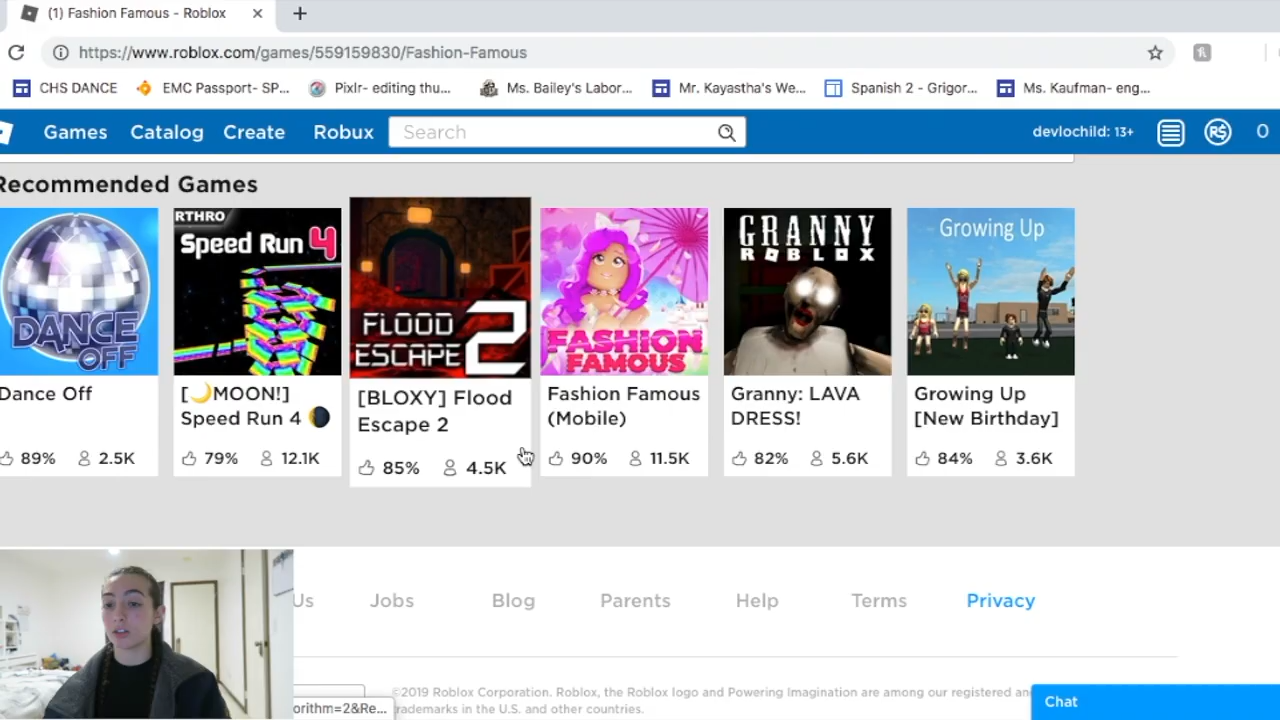 (1) Fashion Famous - Roblox
https://www.roblox.com/games/559159830/Fashion-Famous
CHS DANCE EMC Passport- SP... Pixlr- editing thu... Ms. Bailey's Labor... Mr. Kayastha's We... Spanish 2 - Grigor... Ms. Kaufman- eng...
Games Catalog Create Robux Search devlochild: 13+ R$ 0
Recommended Games
DANCE OFF
RTHRO
Speed Run 4
FLOOD ESCAPE 2
FASHION FAMOUS
GRANNY
ROBLOX
Growing Up
Dance Off
89% 2.5K
[🌙MOON!]
Speed Run 4 🌘
79% 12.1K
[BLOXY] Flood
Escape 2
85% 4.5K
Fashion Famous
(Mobile)
90% 11.5K
Granny: LAVA
DRESS!
82% 5.6K
Growing Up
[New Birthday]
84% 3.6K
Us Jobs Blog Parents Help Terms Privacy
©2019 Roblox Corporation. Roblox, the Roblox logo and Powering Imagination are among our registered an
trademarks in the U.S. and other countries.
orithm=2&Re...
Chat